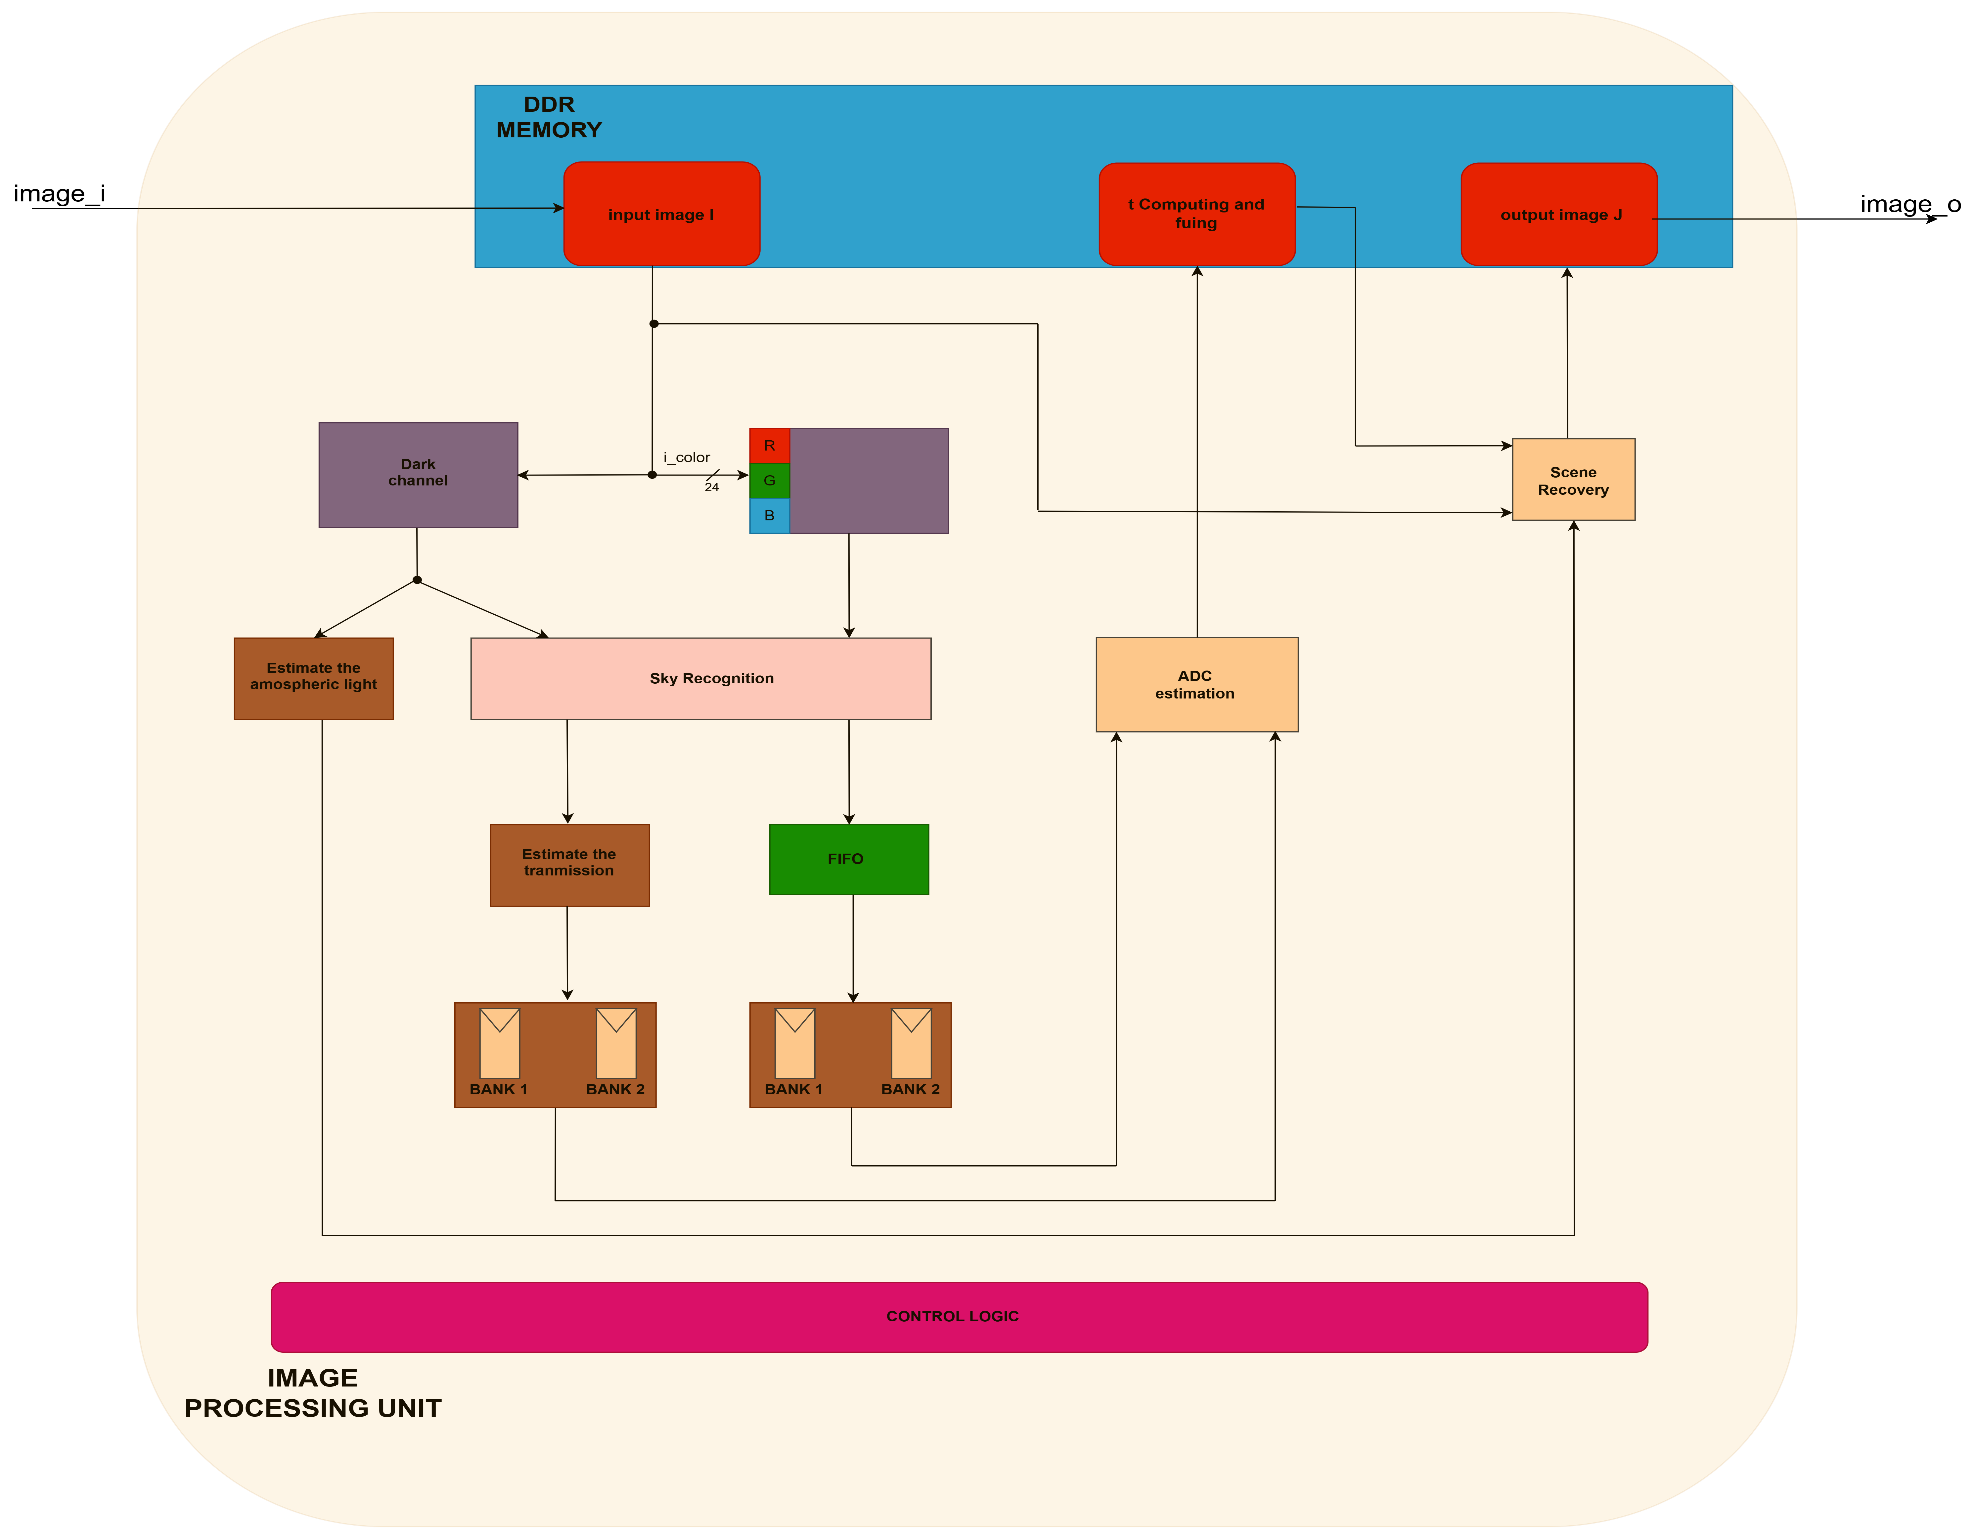 DDR
MEMORY
image_i
input image I
t Computing and
fuing
output image J
image_o
i_color
24
R
G
B
Dark
channel
Scene
Recovery
Estimate the
amospheric light
Sky Recognition
ADC
estimation
Estimate the
tranmission
FIFO
BANK 1
BANK 2
BANK 1
BANK 2
CONTROL LOGIC
IMAGE
PROCESSING UNIT